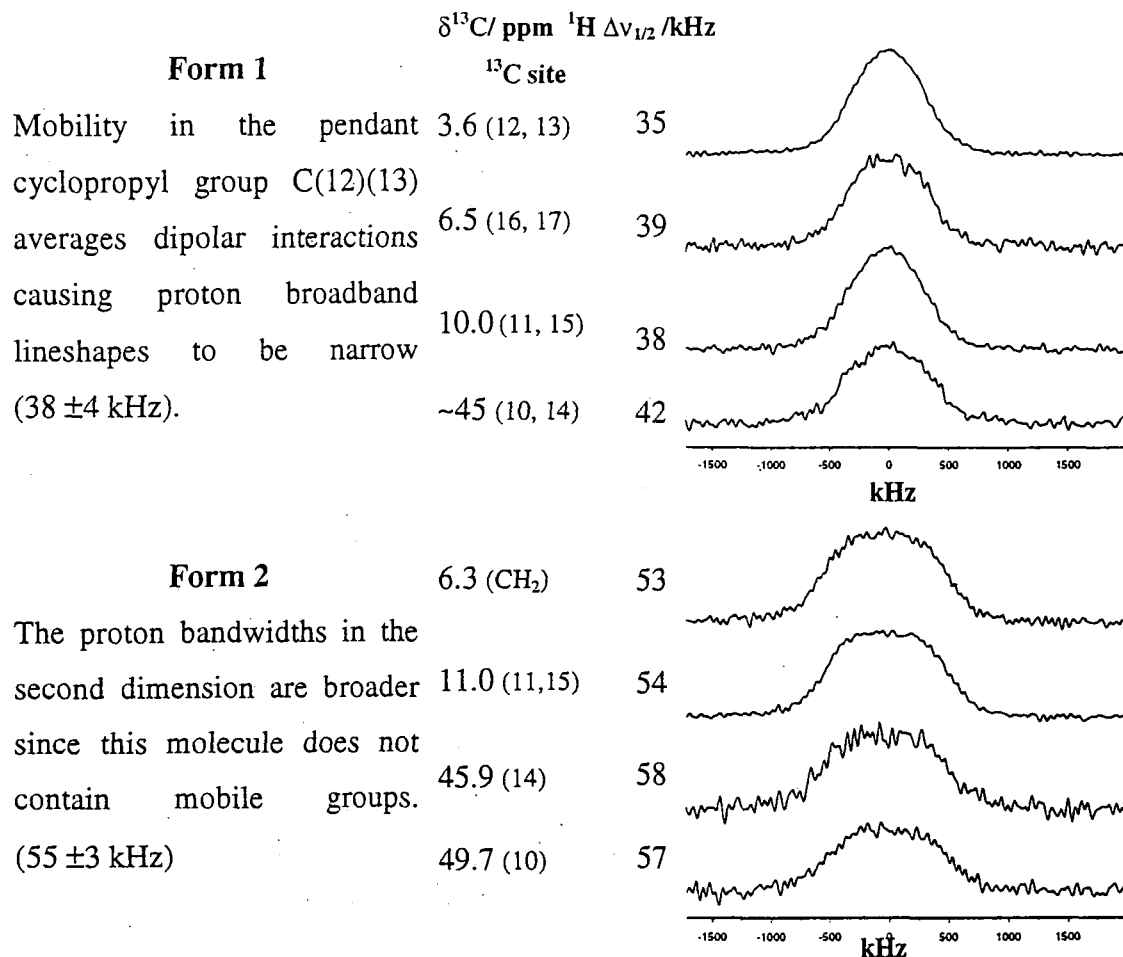 δ¹³C/ ppm ¹H Δν₁/₂ /kHz
¹³C site
Form 1
Mobility in the pendant
cyclopropyl group C(12)(13)
averages dipolar interactions
causing proton broadband
lineshapes to be narrow
(38 ±4 kHz).
3.6 (12, 13) 35
6.5 (16, 17) 39
10.0 (11, 15) 38
~45 (10, 14) 42
-1500 -1000 -500 0 500 1000 1500
kHz
Form 2
The proton bandwidths in the
second dimension are broader
since this molecule does not
contain mobile groups.
(55 ±3 kHz)
6.3 (CH₂) 53
11.0 (11,15) 54
45.9 (14) 58
49.7 (10) 57
-1500 -1000 -500 0 500 1000 1500
kHz